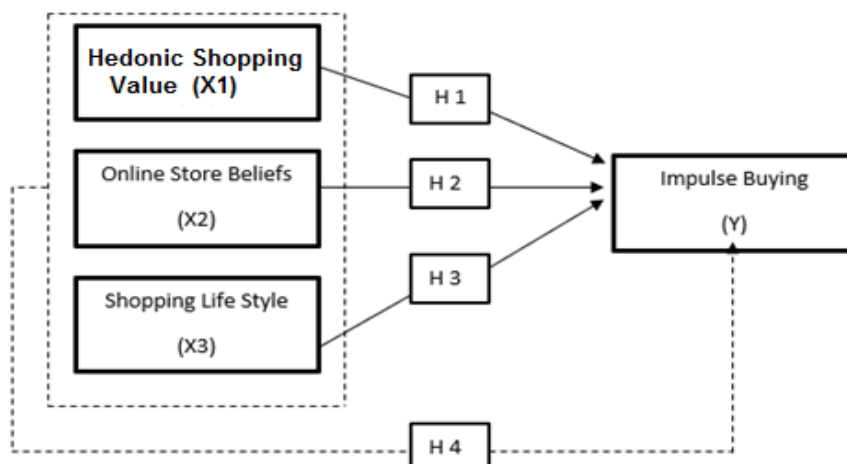 Hedonic Shopping
Value (X1)
H 1
Online Store Beliefs
(X2)
H 2
Impulse Buying
(Y)
Shopping Life Style
(X3)
H 3
H 4